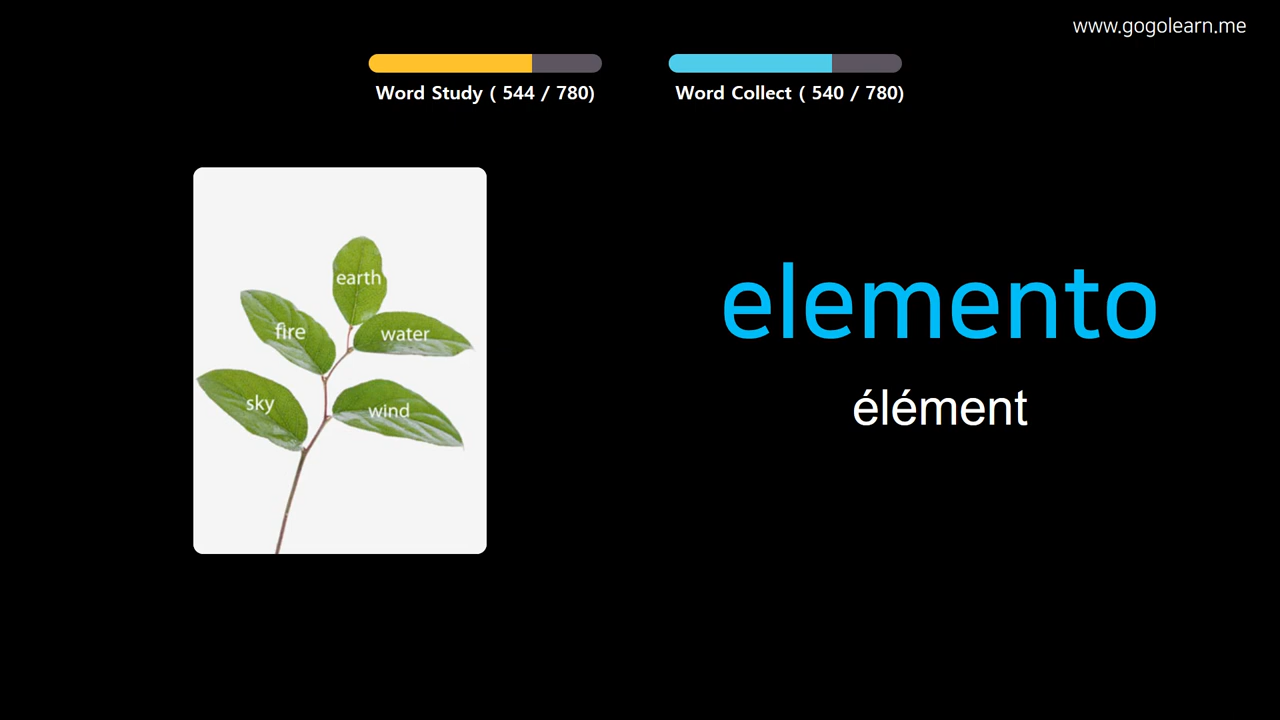 www.gogolearn.me
Word Study ( 544 / 780)
Word Collect ( 540 / 780)
earth
fire
water
sky
wind
elemento
élément